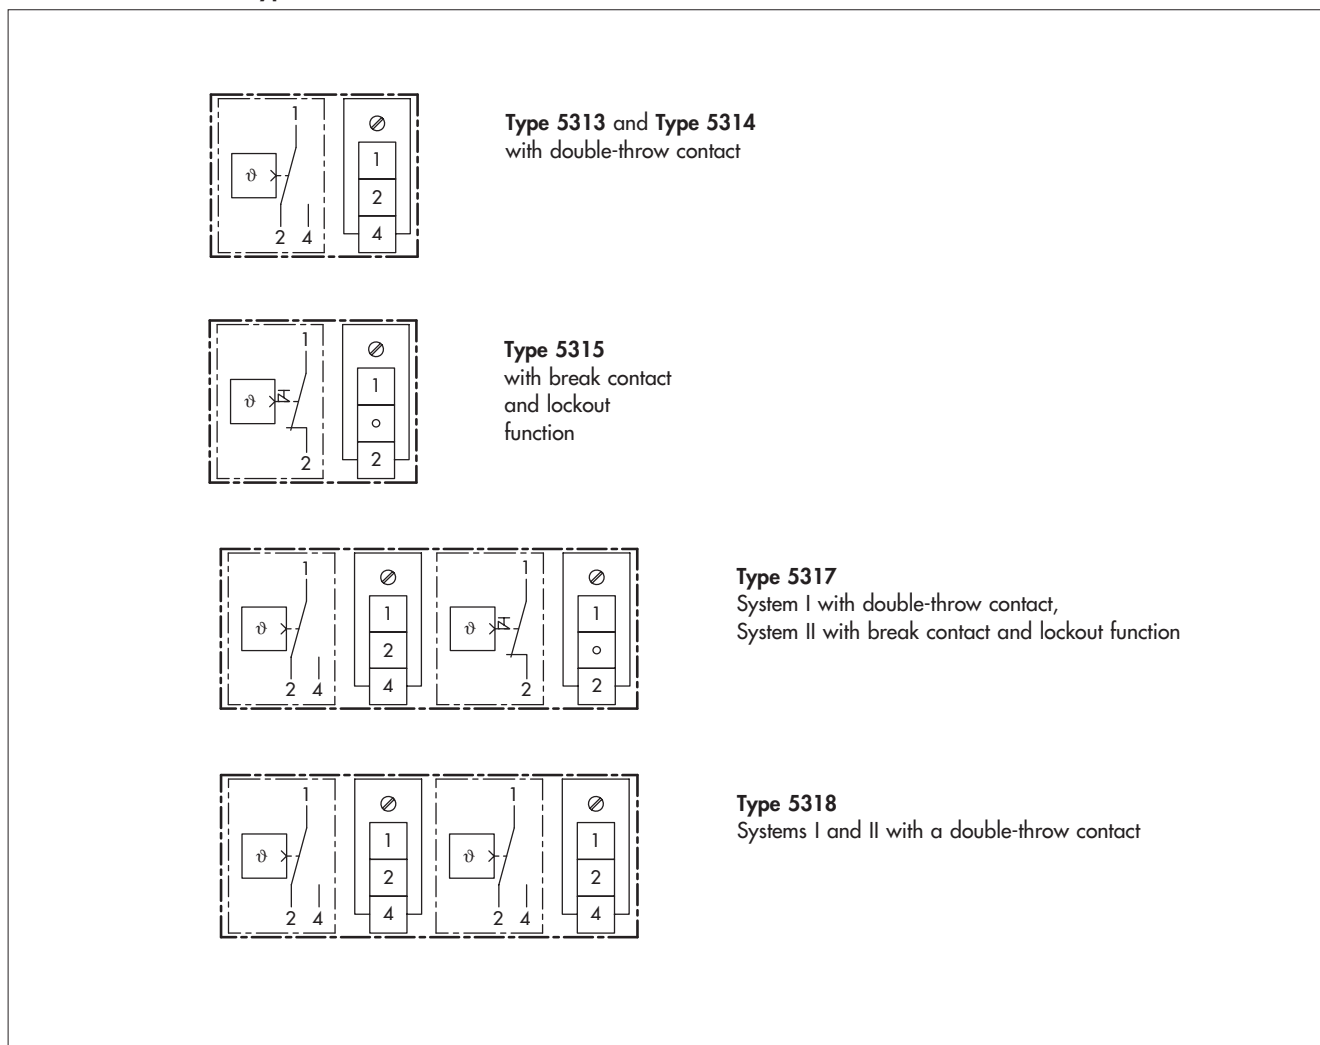 1
ϑ
2 4
1
2
4
Type 5313 and Type 5314
with double-throw contact
1
ϑ
2
1
2
Type 5315
with break contact
and lockout
function
1
ϑ
2 4
1
2
4
1
ϑ
2
1
2
Type 5317
System I with double-throw contact,
System II with break contact and lockout function
1
ϑ
2 4
1
2
4
1
ϑ
2 4
1
2
4
Type 5318
Systems I and II with a double-throw contact